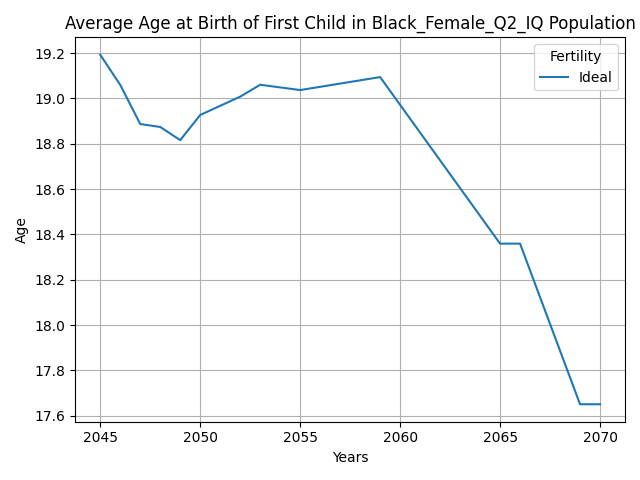 Average Age at Birth of First Child in Black_Female_Q2_IQ Population
Fertility
Ideal
Age
19.2
19.0
18.8
18.6
18.4
18.2
18.0
17.8
17.6
2045 2050 2055 2060 2065 2070
Years